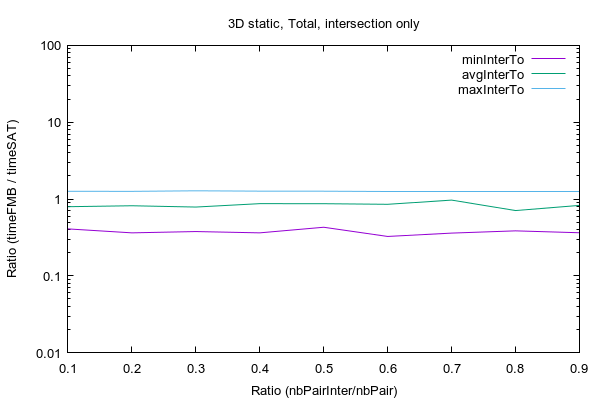 3D static, Total, intersection only
minInterTo
avgInterTo
maxInterTo
Ratio (timeFMB / timeSAT)
100
10
1
0.1
0.01
0.1 0.2 0.3 0.4 0.5 0.6 0.7 0.8 0.9
Ratio (nbPairInter/nbPair)